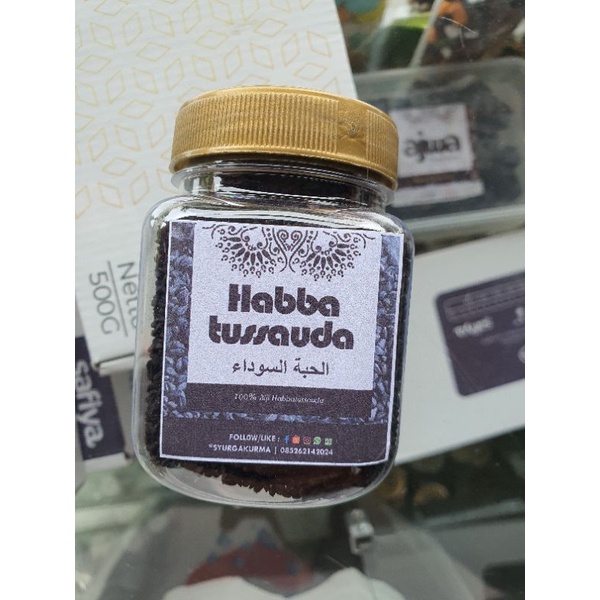 ajwa
Netto
500G
safiya.
Habba
tussauda
الحبة السوداء
100% Biji Habbatussauda
FOLLOW/LIKE :
SYURGAKURMA | 085262142024